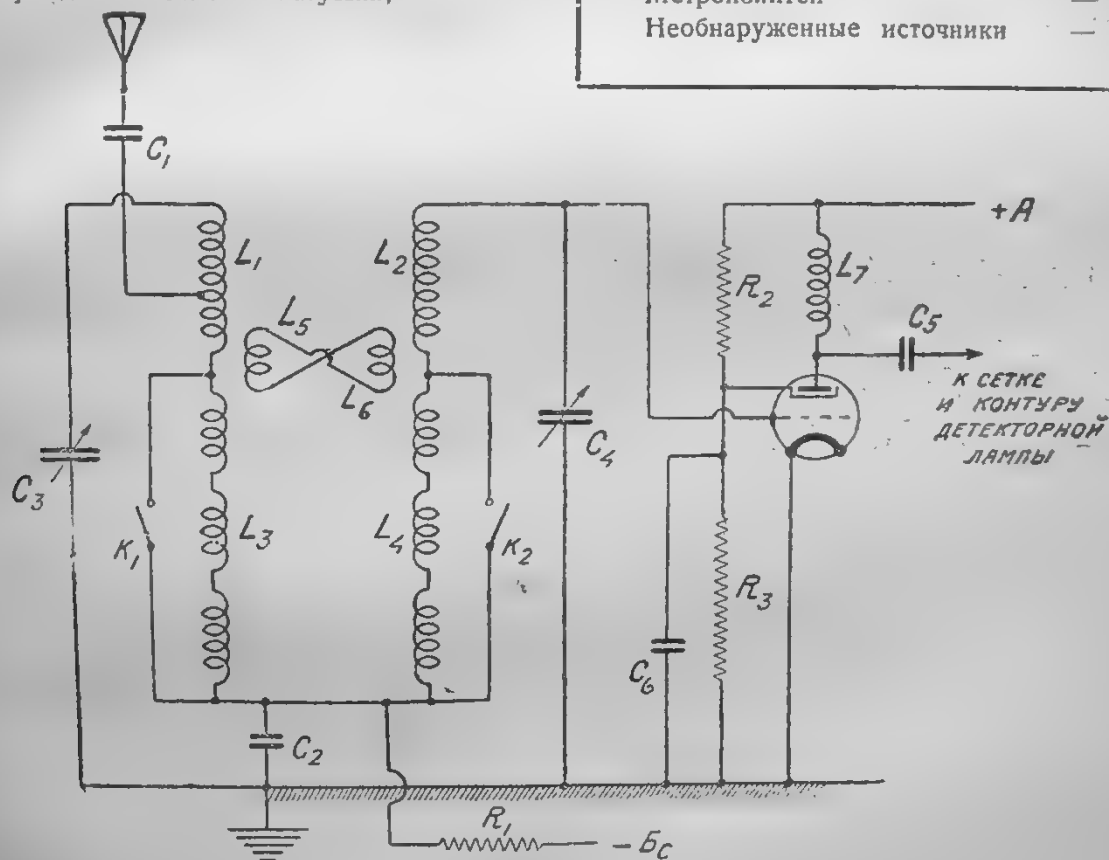 Необнаруженные источники —
C₁
L₁
L₂
L₅
L₆
C₃
K₁
L₃
L₄
K₂
C₂
R₁
— Бс
C₄
R₂
R₃
C₆
L₇
+А
C₅
К СЕТКЕ
И КОНТУРУ
ДЕТЕКТОРНОЙ
ЛАМПЫ